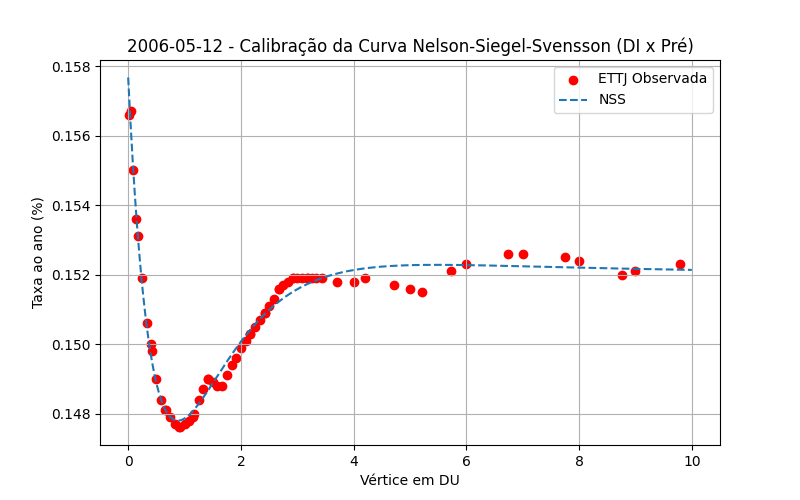 2006-05-12 - Calibração da Curva Nelson-Siegel-Svensson (DI x Pré)
0.158
0.156
0.154
0.152
0.150
0.148
Taxa ao ano (%)
ETTJ Observada
NSS
0 2 4 6 8 10
Vértice em DU